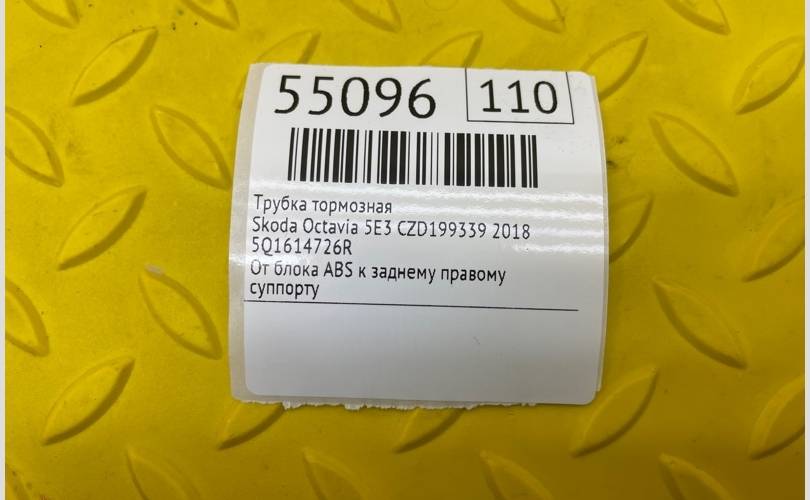 55096 110
Трубка тормозная
Skoda Octavia 5E3 CZD199339 2018
5Q1614726R
От блока ABS к заднему правому
суппорту